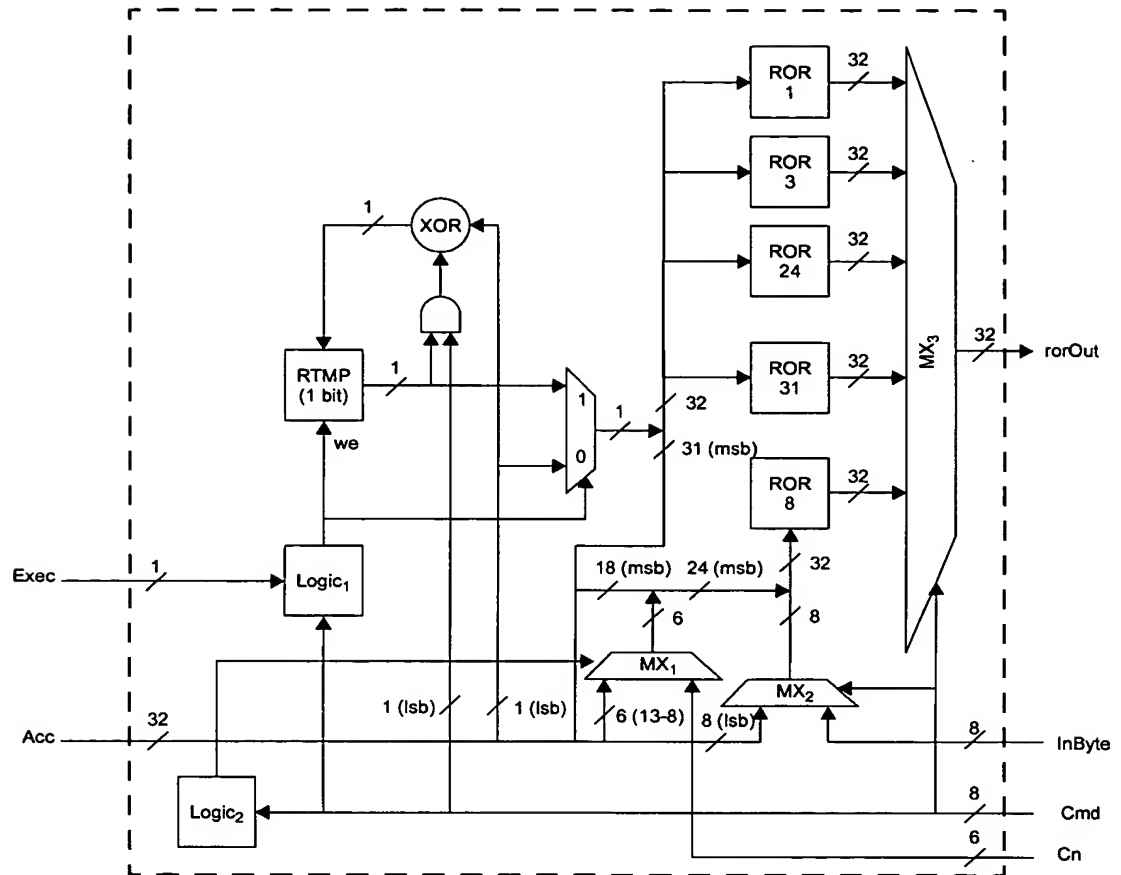 32
ROR
1
32
ROR
3
1
XOR
32
ROR
24
32
rorOut
MX3
RTMP
(1 bit)
1
1
32
ROR
31
32
we
0
1
31 (msb)
32
ROR
8
Exec
1
Logic1
18 (msb)
24 (msb)
32
6
8
MX1
MX2
1 (lsb)
1 (lsb)
6 (13–8)
8 (lsb)
Acc
32
8
InByte
Logic2
8
Cmd
6
Cn